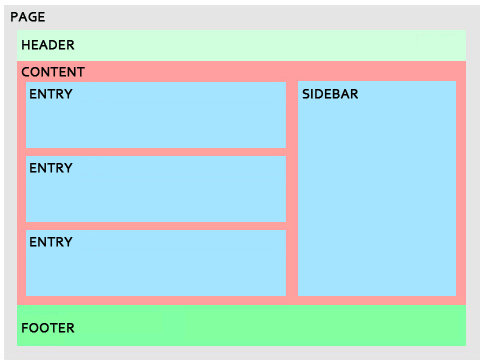 PAGE
HEADER
CONTENT
ENTRY
SIDEBAR
ENTRY
ENTRY
FOOTER